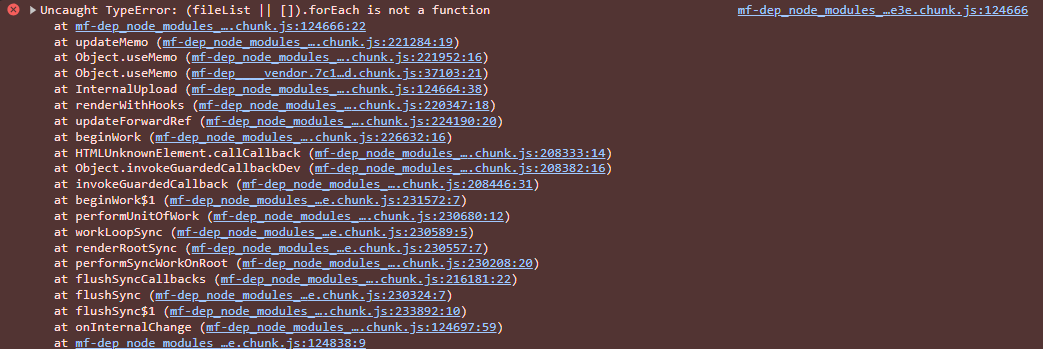 Uncaught TypeError: (fileList || []).forEach is not a function mf-dep_node_modules_…e3e.chunk.js:124666
at mf-dep_node_modules_….chunk.js:124666:22
at updateMemo (mf-dep_node_modules_….chunk.js:221284:19)
at Object.useMemo (mf-dep_node_modules_….chunk.js:221952:16)
at Object.useMemo (mf-dep____vendor.7c1…d.chunk.js:37103:21)
at InternalUpload (mf-dep_node_modules_….chunk.js:124664:38)
at renderWithHooks (mf-dep_node_modules_….chunk.js:220347:18)
at updateForwardRef (mf-dep_node_modules_….chunk.js:224190:20)
at beginWork (mf-dep_node_modules_….chunk.js:226632:16)
at HTMLUnknownElement.callCallback (mf-dep_node_modules_….chunk.js:208333:14)
at Object.invokeGuardedCallbackDev (mf-dep_node_modules_….chunk.js:208382:16)
at invokeGuardedCallback (mf-dep_node_modules_….chunk.js:208446:31)
at beginWork$1 (mf-dep_node_modules_…e.chunk.js:231572:7)
at performUnitOfWork (mf-dep_node_modules_….chunk.js:230680:12)
at workLoopSync (mf-dep_node_modules_…e.chunk.js:230589:5)
at renderRootSync (mf-dep_node_modules_…e.chunk.js:230557:7)
at performSyncWorkOnRoot (mf-dep_node_modules_….chunk.js:230208:20)
at flushSyncCallbacks (mf-dep_node_modules_….chunk.js:216181:22)
at flushSync (mf-dep_node_modules_…e.chunk.js:230324:7)
at flushSync$1 (mf-dep_node_modules_….chunk.js:233892:10)
at onInternalChange (mf-dep_node_modules_….chunk.js:124697:59)
at mf-dep_node_modules_…e.chunk.js:124838:9